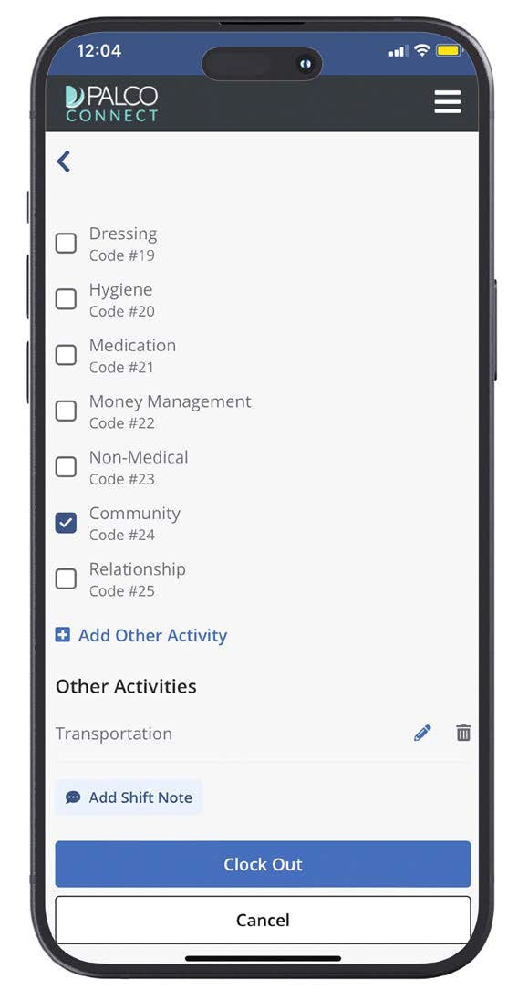 12:04
PALCO
CONNECT
Dressing
Code #19
Hygiene
Code #20
Medication
Code #21
Money Management
Code #22
Non-Medical
Code #23
Community
Code #24
Relationship
Code #25
Add Other Activity
Other Activities
Transportation
Add Shift Note
Clock Out
Cancel